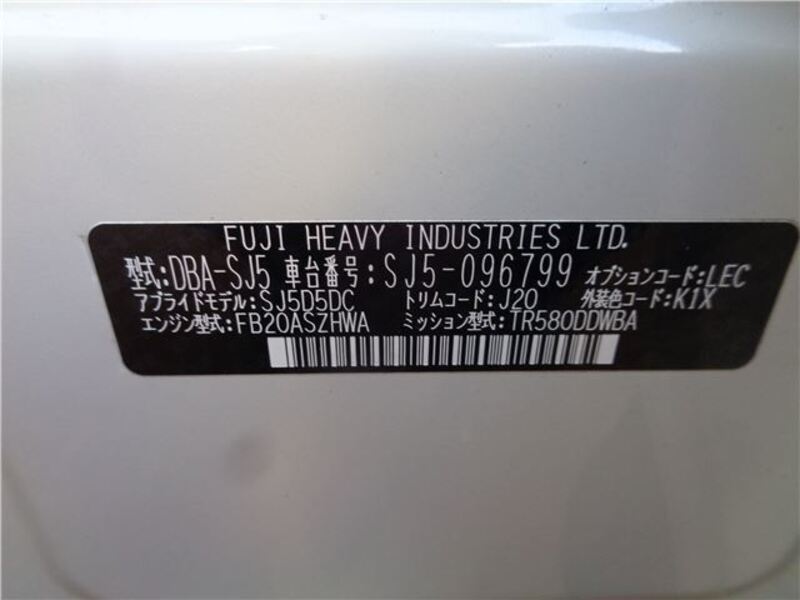 FUJI HEAVY INDUSTRIES LTD.
型式:DBA-SJ5 車台番号:SJ5-096799 オプションコード:LEC
アプライドモデル:SJ5D5DC トリムコード:J20 外装色コード:K1X
エンジン型式:FB20ASZHWA ミッション型式:TR580DDWBA